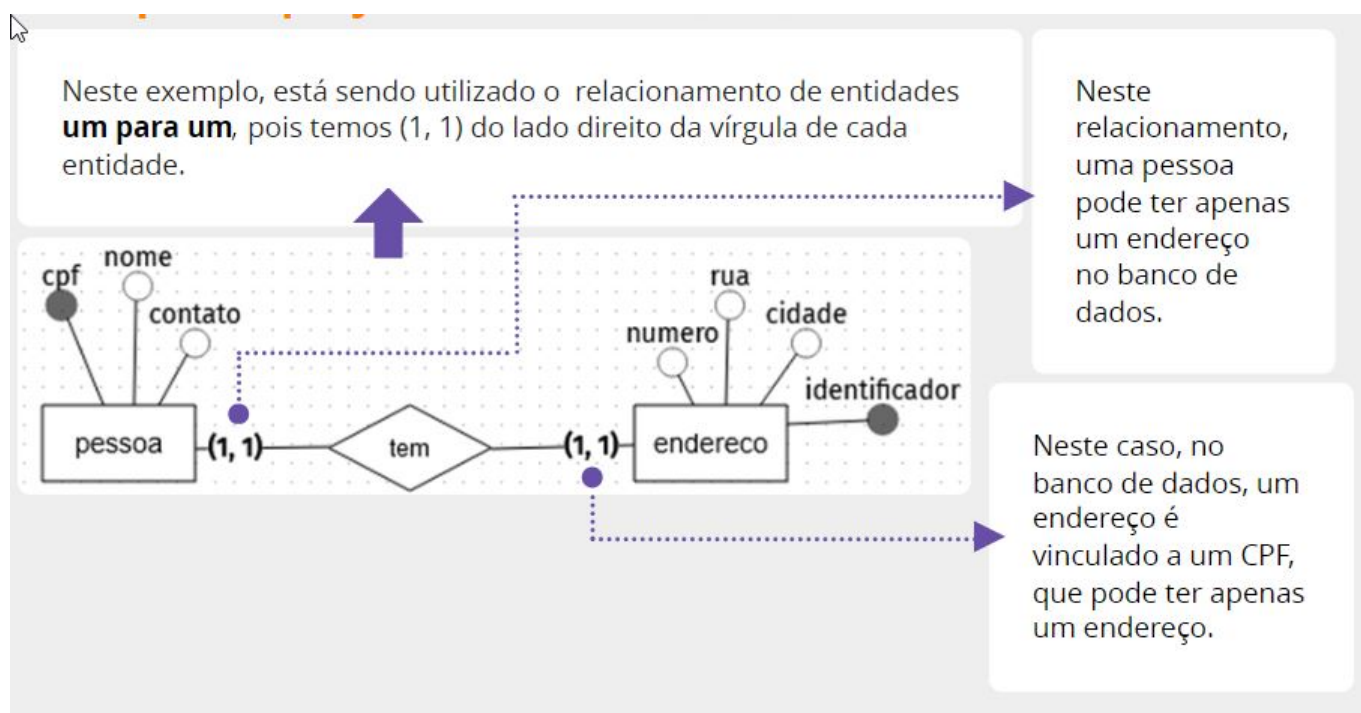 Neste exemplo, está sendo utilizado o relacionamento de entidades
um para um, pois temos (1, 1) do lado direito da vírgula de cada
entidade.
Neste
relacionamento,
uma pessoa
pode ter apenas
um endereço
no banco de
dados.
cpf
nome
contato
pessoa
(1, 1)
tem
(1, 1)
endereco
numero
rua
cidade
identificador
Neste caso, no
banco de dados, um
endereço é
vinculado a um CPF,
que pode ter apenas
um endereço.